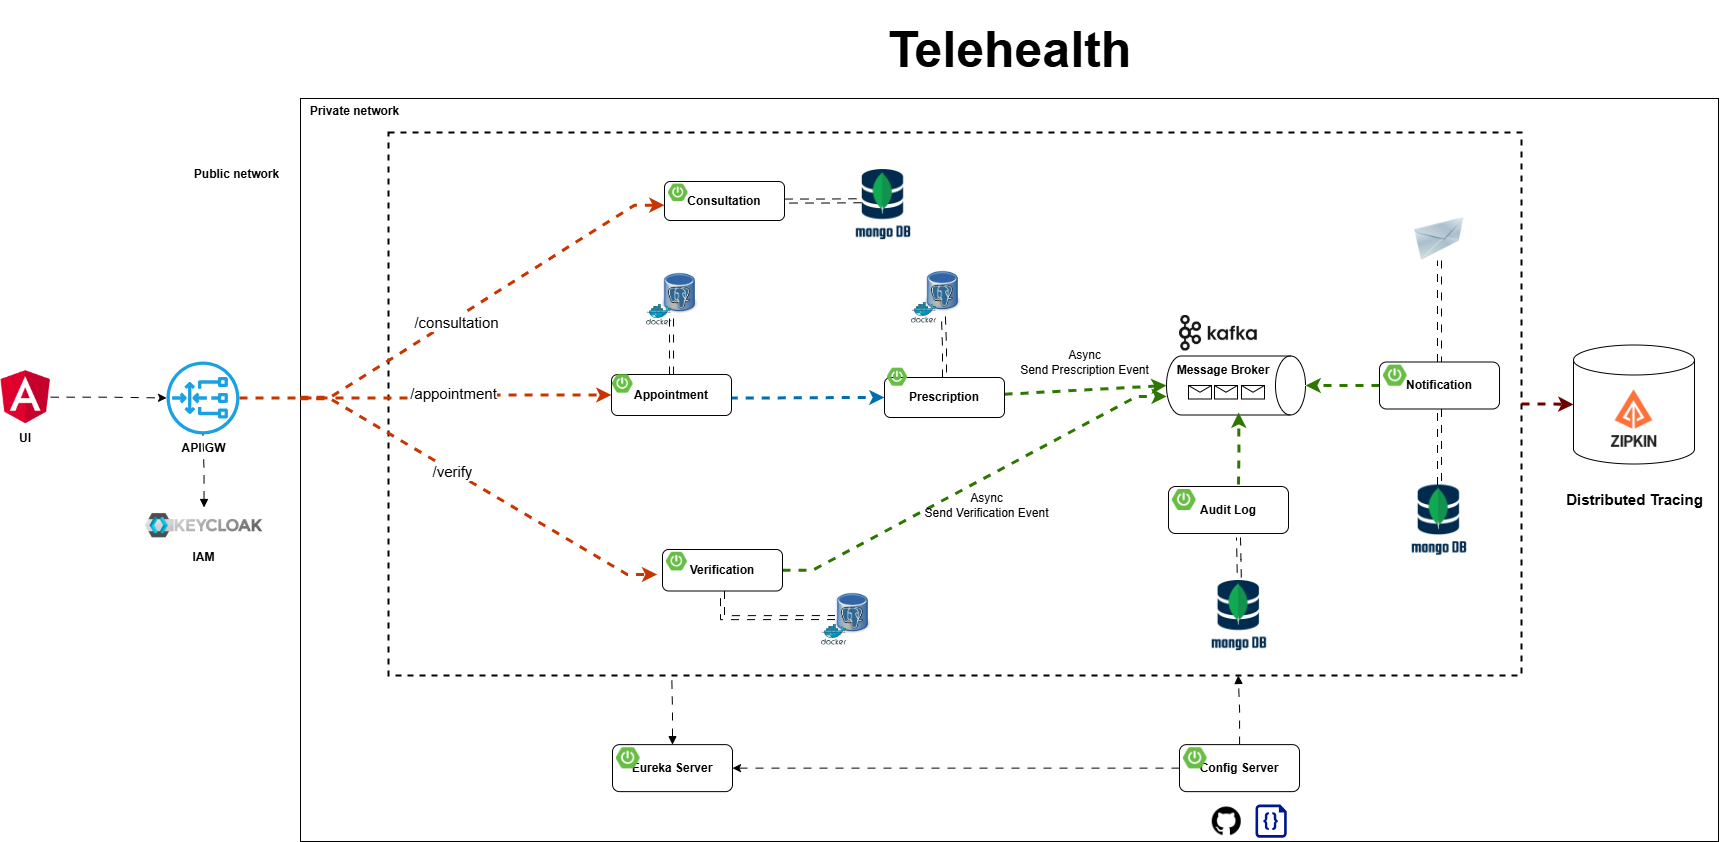 Telehealth
Private network
Public network
Consultation
mongo DB
docker
docker
/consultation
kafka
Async
Send Prescription Event
Message Broker
Notification
/appointment
Appointment
Prescription
UI
APIGW
ZIPKIN
Distributed Tracing
/verify
Async
Send Verification Event
Audit Log
KEYCLOAK
IAM
mongo DB
Verification
docker
mongo DB
Eureka Server
Config Server
{}